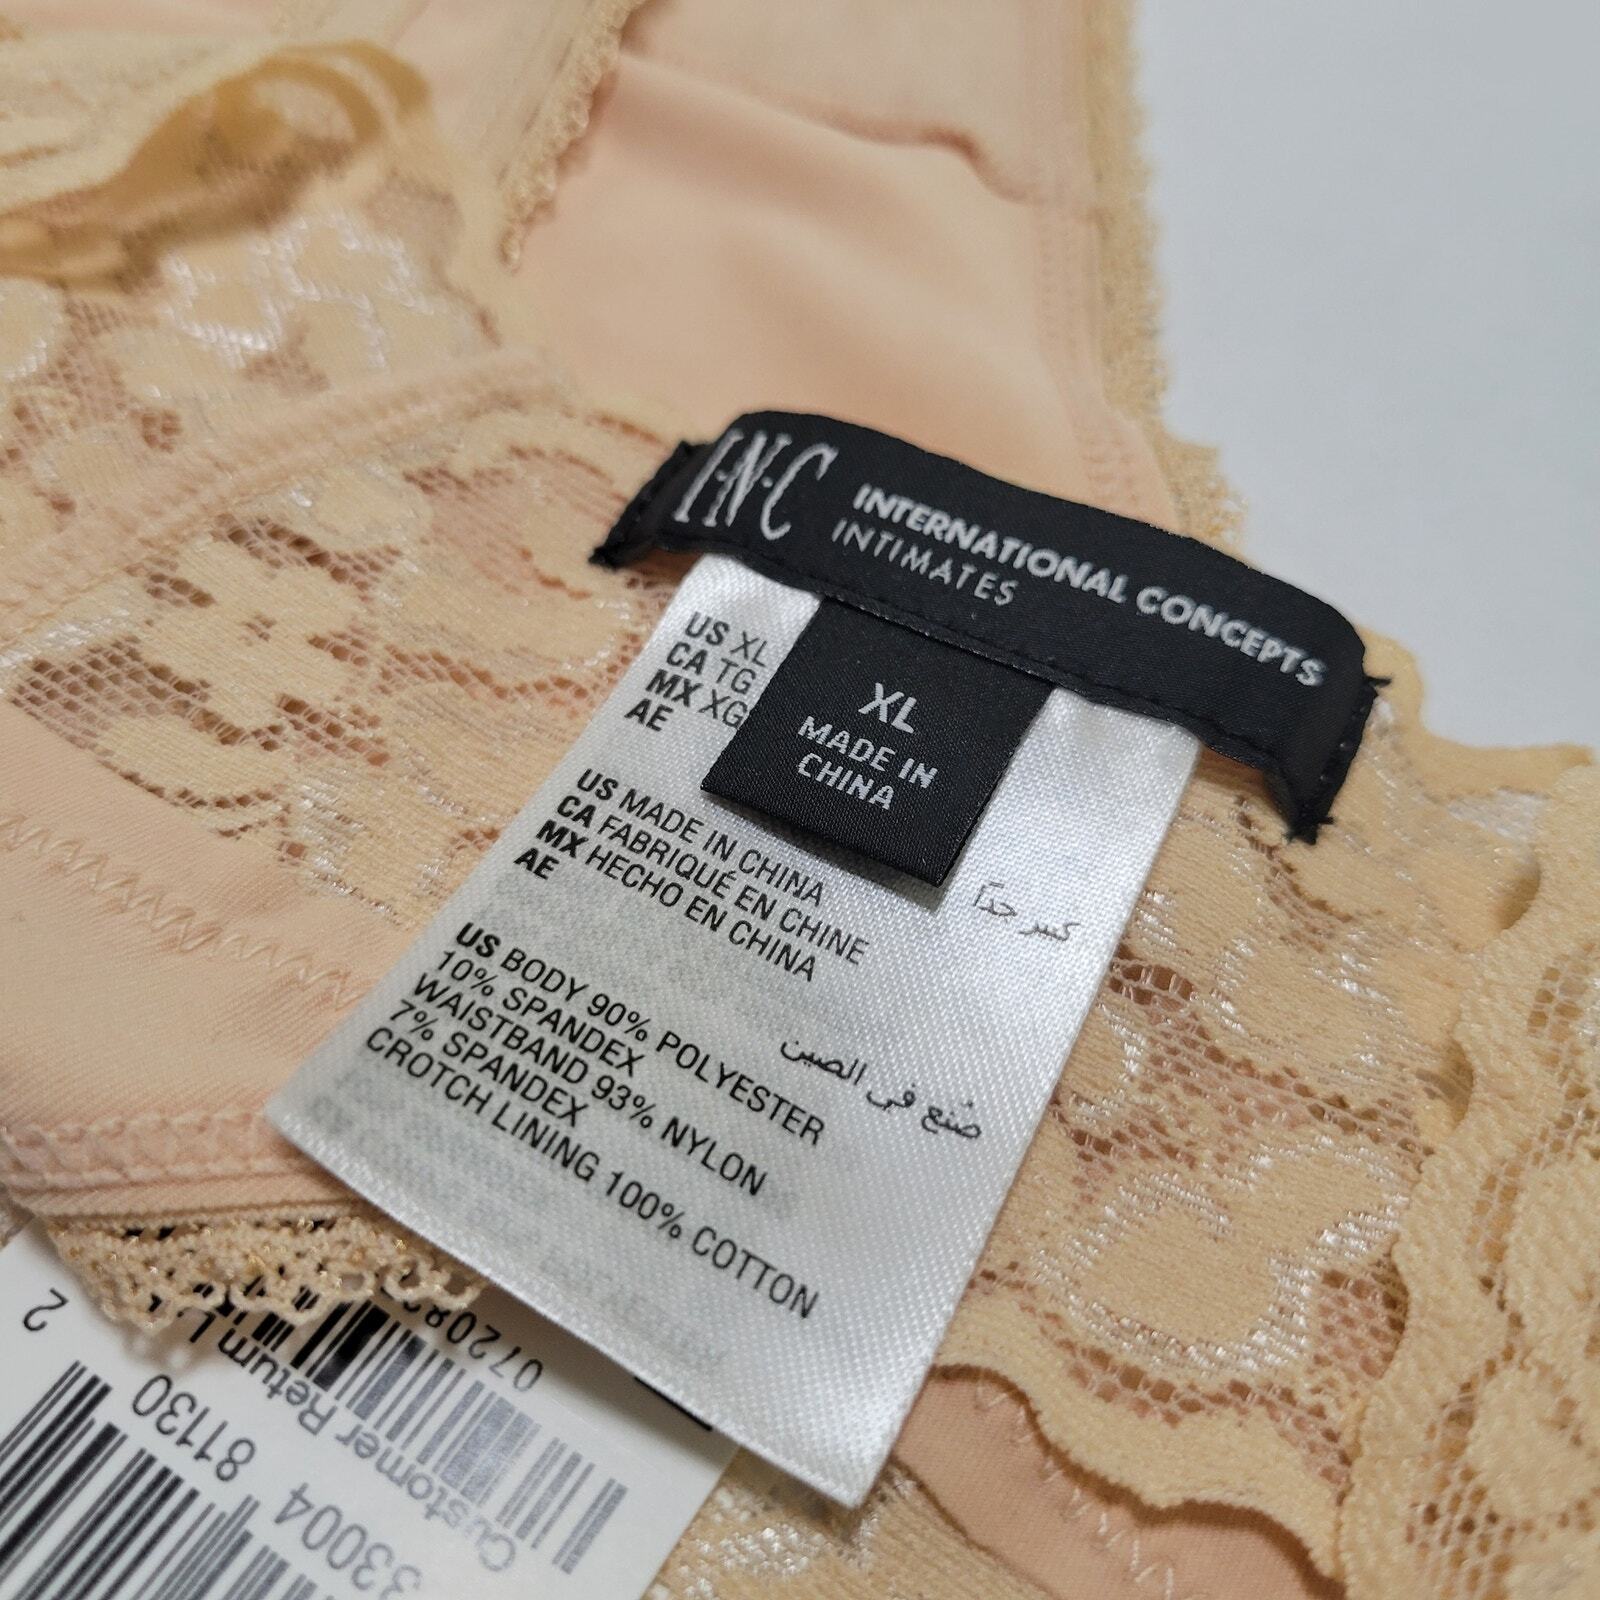 I·N·C INTERNATIONAL CONCEPTS
INTIMATES
XL
MADE IN
CHINA
US XL
CA TG
MX XG
AE كبير جداً
US MADE IN CHINA
CA FABRIQUÉ EN CHINE
MX HECHO EN CHINA
AE صُنع في الصين
US BODY 90% POLYESTER
10% SPANDEX
WAISTBAND 93% NYLON
7% SPANDEX
CROTCH LINING 100% COTTON
Customer Return
33004 81130 2